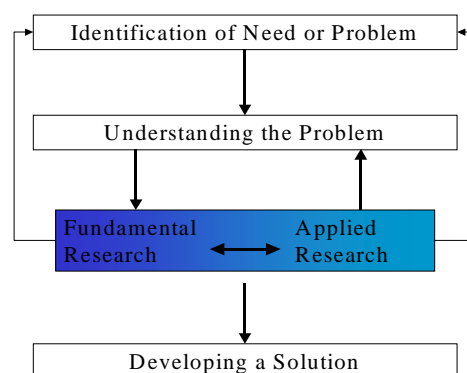 Identification of Need or Problem
Understanding the Problem
Fundamental Research
Applied Research
Developing a Solution